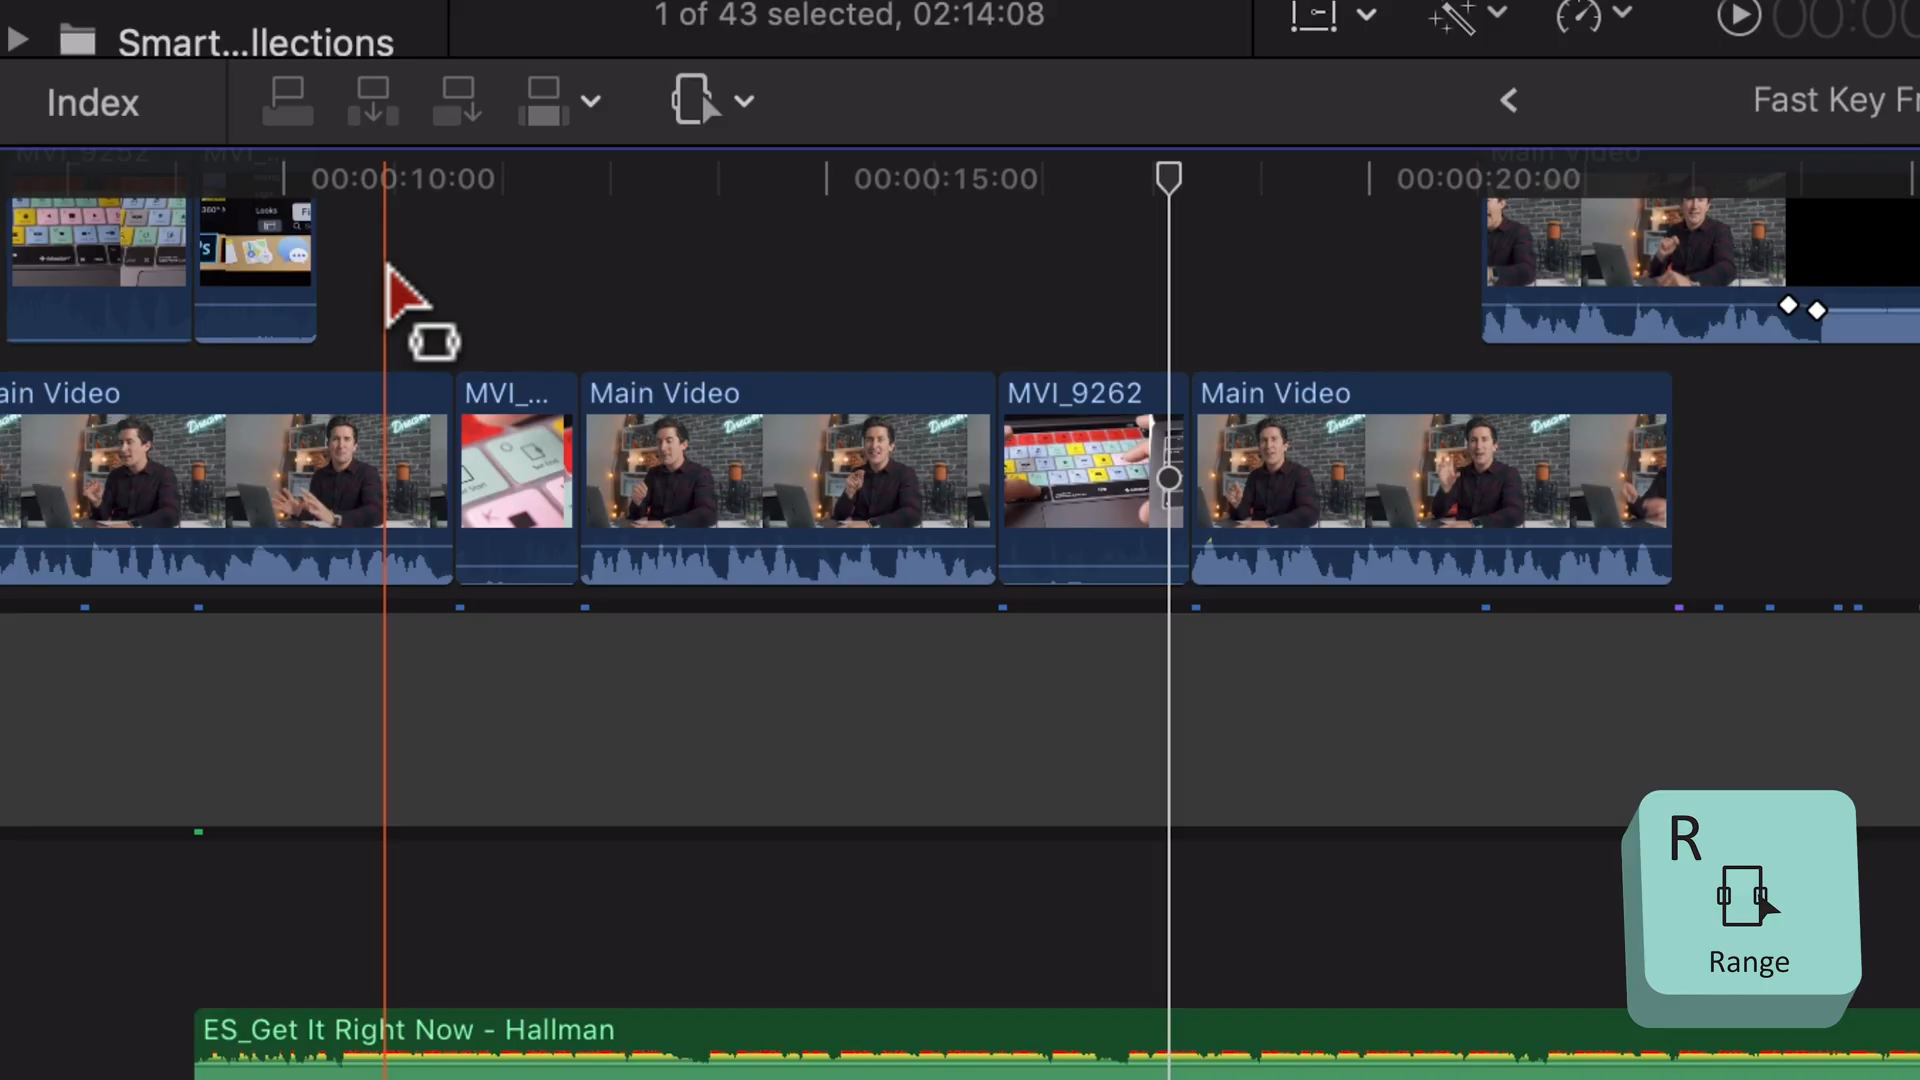 1 of 43 selected, 02:14:08
Smart...llections
Index
Fast Key Fr
MVI_9252
MVI_...
Main Video
00:00:10:00
00:00:15:00
00:00:20:00
ain Video
MVI_...
Main Video
MVI_9262
Main Video
R
Range
ES_Get It Right Now - Hallman